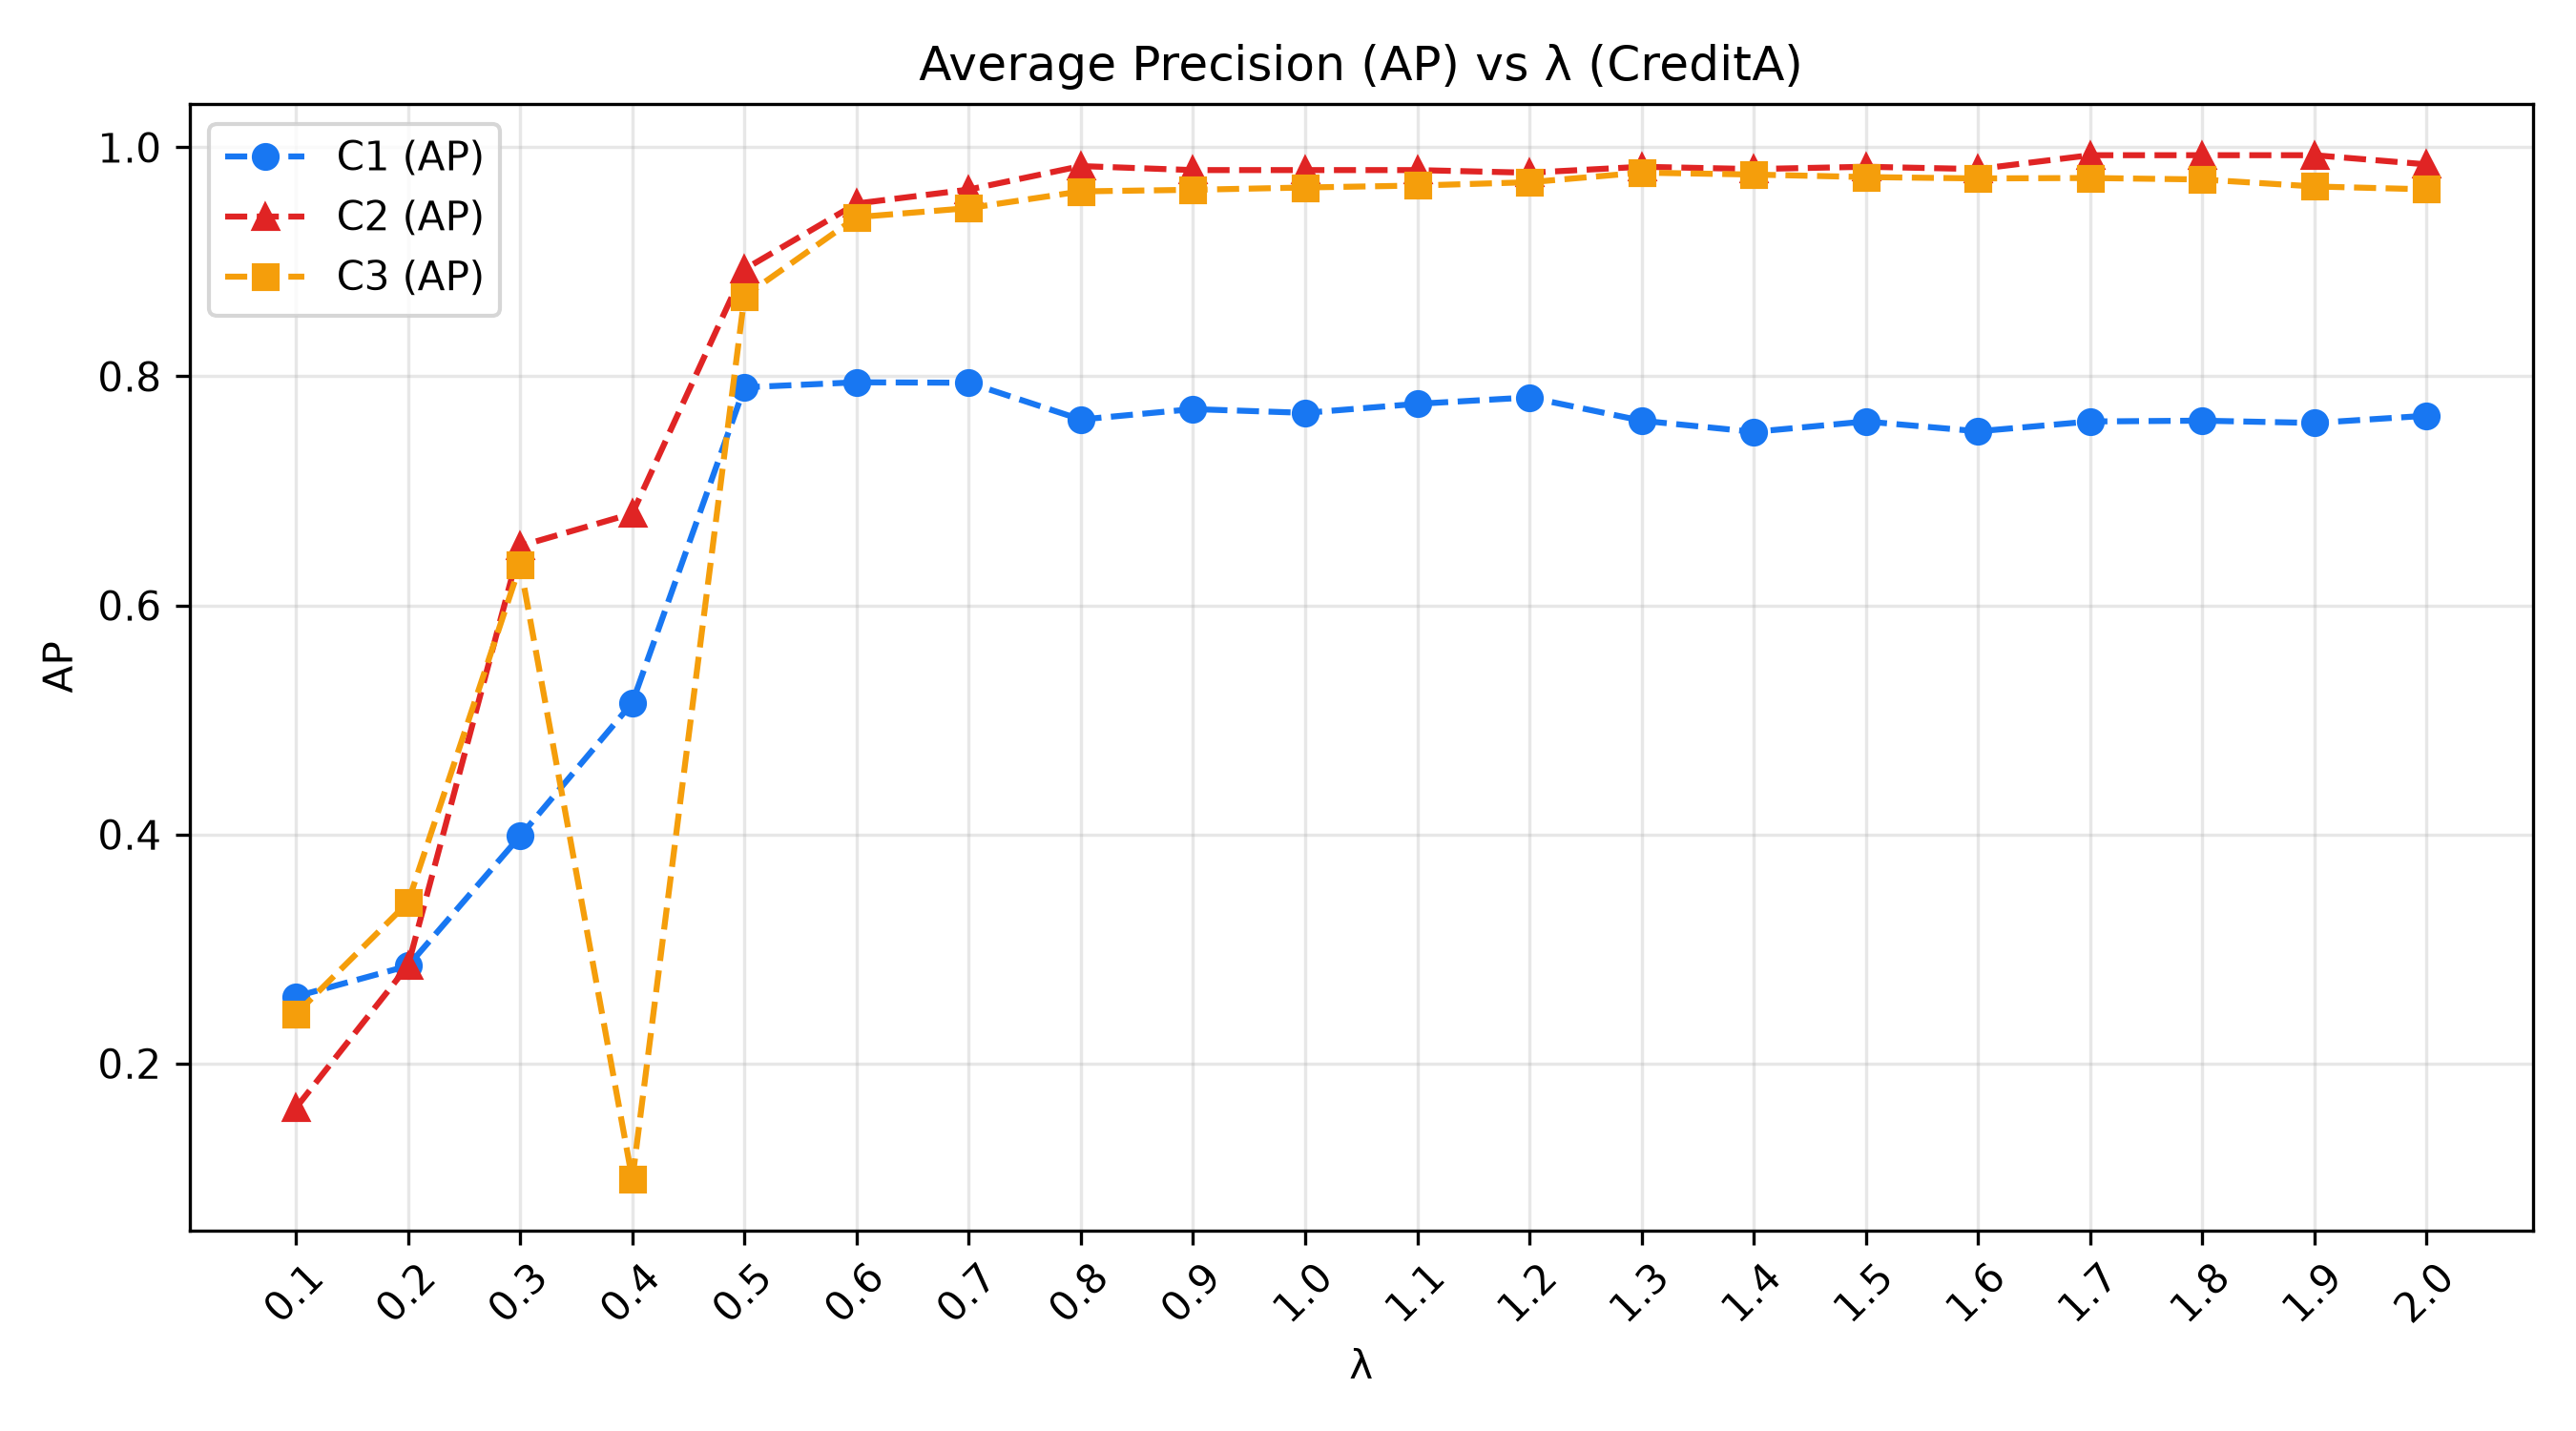 Average Precision (AP) vs λ (CreditA)
C1 (AP)
C2 (AP)
C3 (AP)
1.0
0.8
0.6
0.4
0.2
AP
0.1 0.2 0.3 0.4 0.5 0.6 0.7 0.8 0.9 1.0 1.1 1.2 1.3 1.4 1.5 1.6 1.7 1.8 1.9 2.0
λ